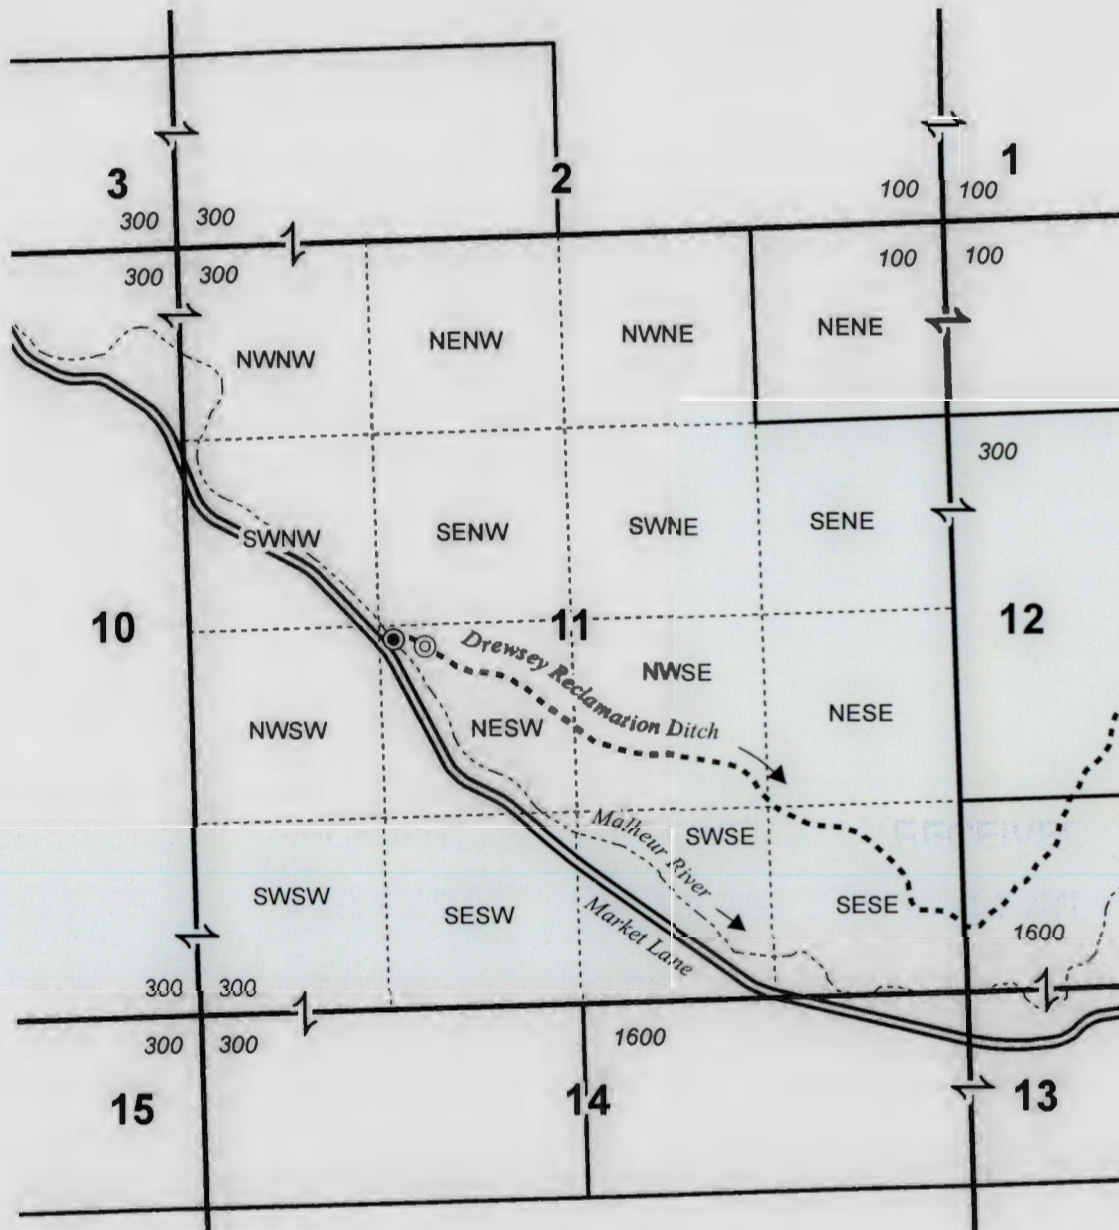 3
2
1
300 300
100 100
300 300
100 100
NWNW
NENW
NWNE
NENE
300
SWNW
SENW
SWNE
SENE
10
11
12
Drewsey Reclamation Ditch
NWSE
NWSW
NESW
NESE
Malheur River
SWSE
RECEIVED
SWSW
SESW
Market Lane
SESE
1600
300 300
300 300
1600
15
14
13